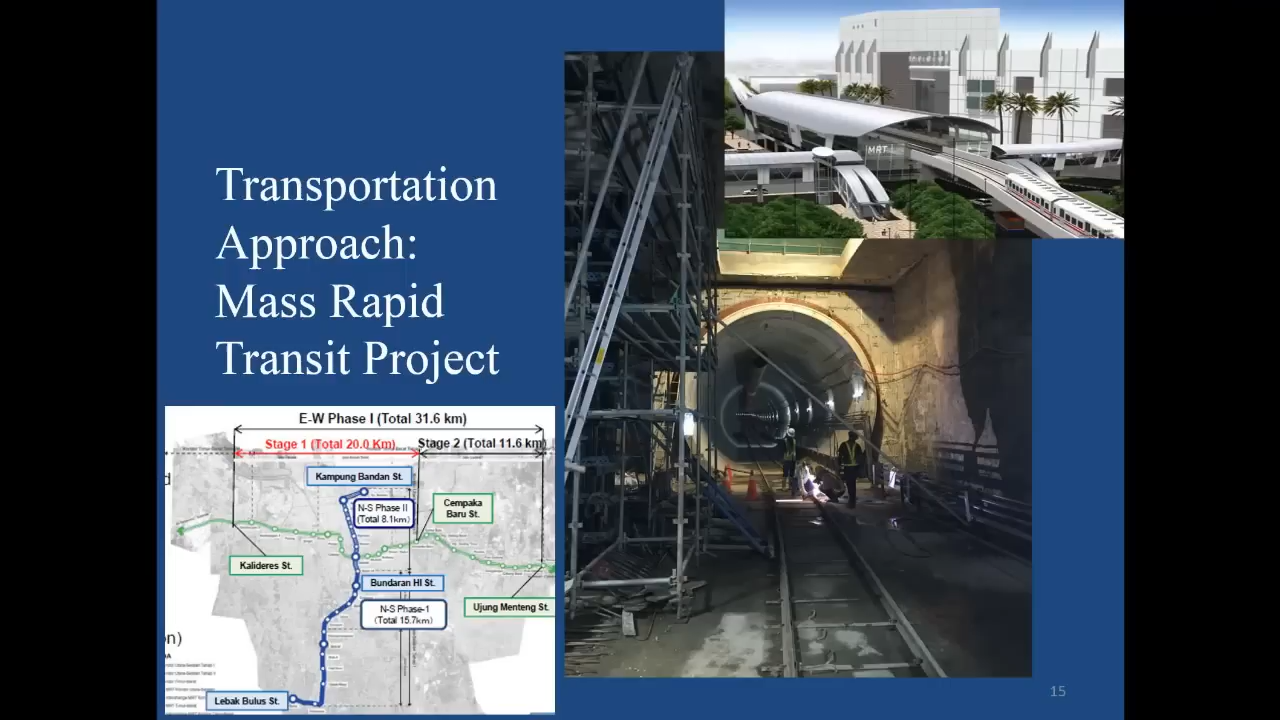 Transportation
Approach:
Mass Rapid
Transit Project
MRT
E-W Phase I (Total 31.6 km)
Stage 1 (Total 20.0 Km)
Stage 2 (Total 11.6 km)
Kampung Bandan St.
N-S Phase II
(Total 8.1km)
Cempaka
Baru St.
Kalideres St.
Bundaran HI St.
N-S Phase-1
(Total 15.7km)
Ujung Menteng St.
Lebak Bulus St.
15